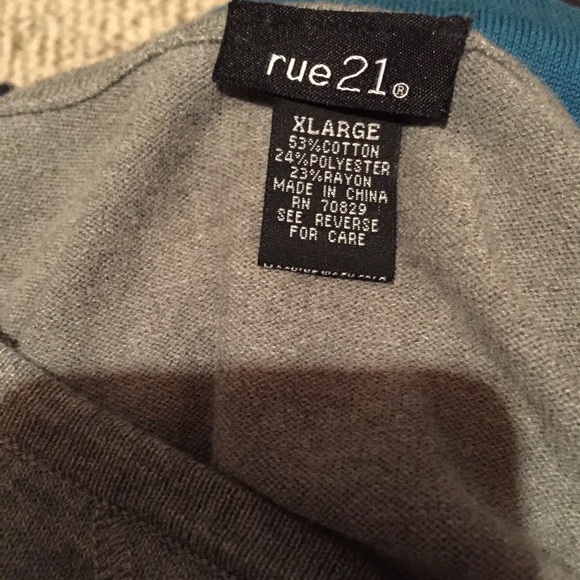 rue21®
XLARGE
53%COTTON
24%POLYESTER
23%RAYON
MADE IN CHINA
RN 70829
SEE REVERSE
FOR CARE